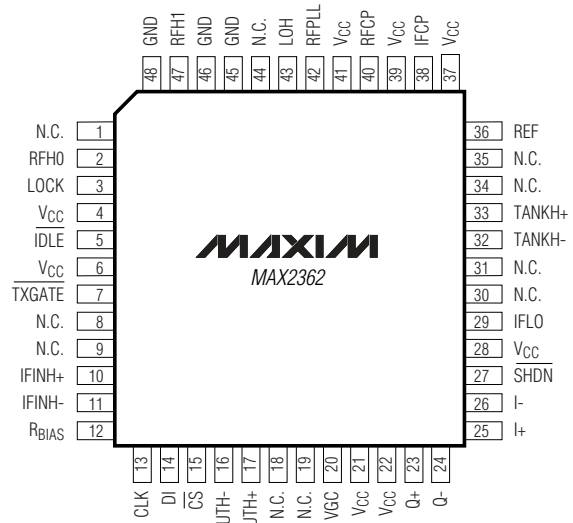 GND RFH1 GND GND N.C. LOH RFPLL VCC RFCP VCC IFCP VCC
48 47 46 45 44 43 42 41 40 39 38 37
N.C. 1
RFH0 2
LOCK 3
VCC 4
IDLE 5
VCC 6
TXGATE 7
N.C. 8
N.C. 9
IFINH+ 10
IFINH- 11
RBIAS 12
MAXIM
MAX2362
36 REF
35 N.C.
34 N.C.
33 TANKH+
32 TANKH-
31 N.C.
30 N.C.
29 IFLO
28 VCC
27 SHDN
26 I-
25 I+
13 14 15 16 17 18 19 20 21 22 23 24
CLK DI CS UTH- UTH+ N.C. N.C. VGC VCC VCC Q+ Q-